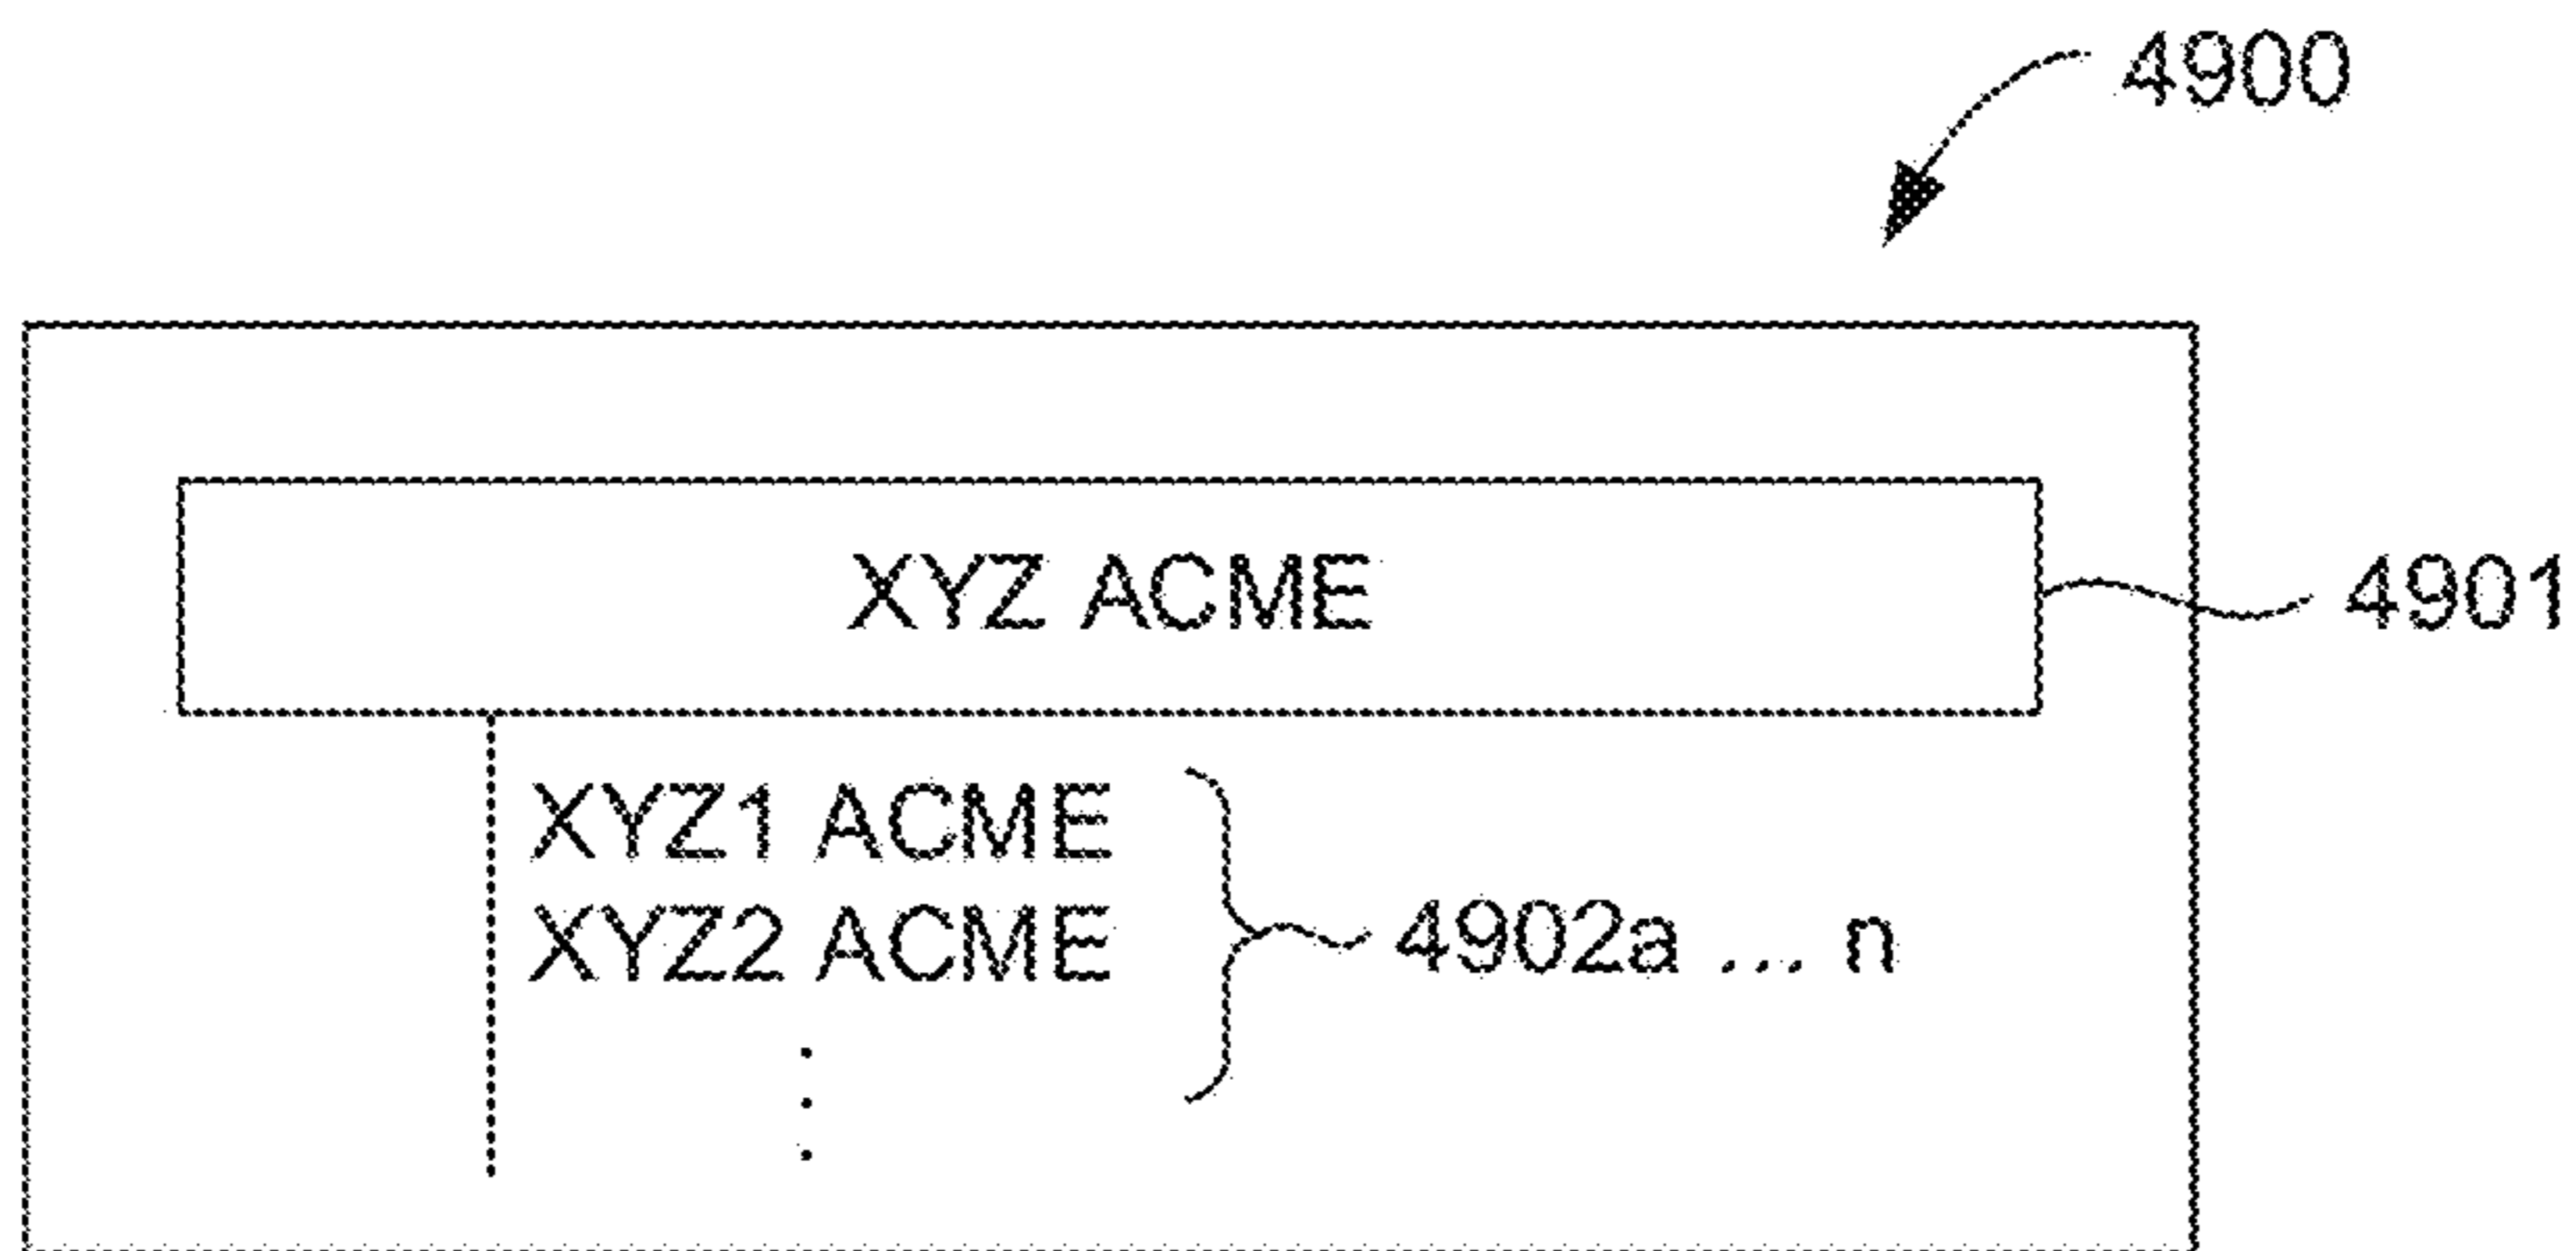 4900
XYZ ACME
4901
XYZ1 ACME
XYZ2 ACME
4902a ... n